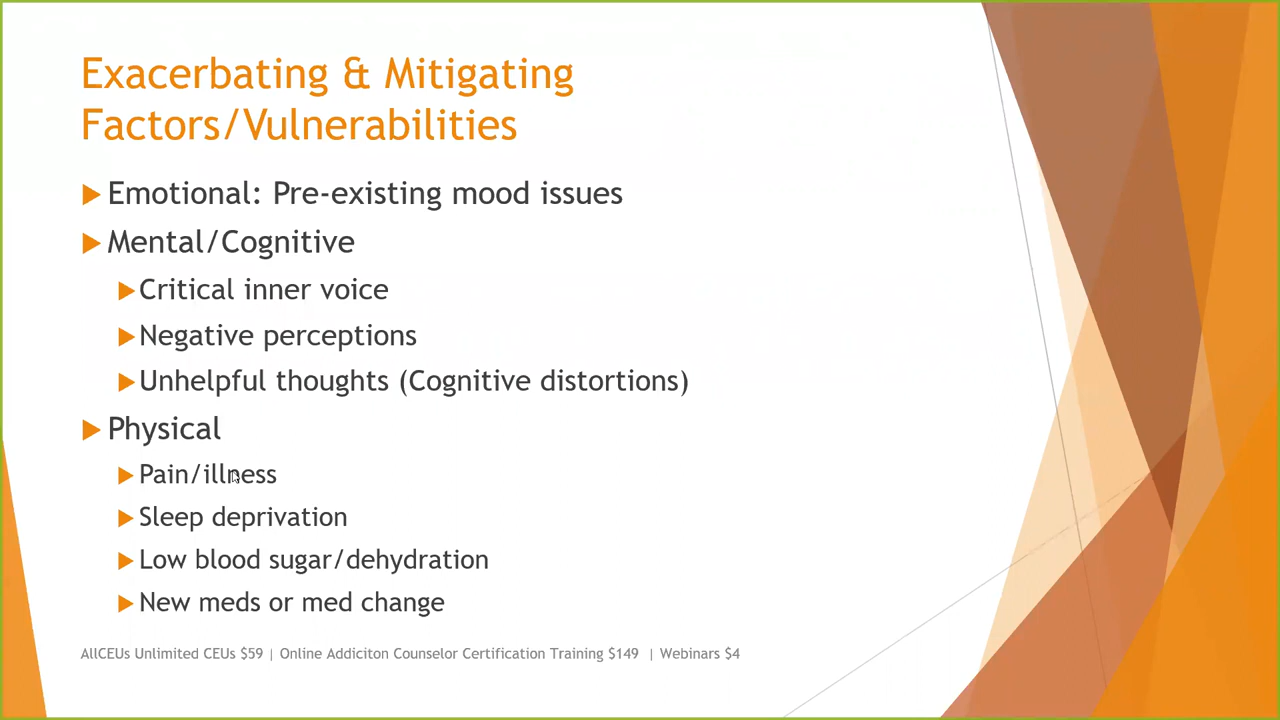 Exacerbating & Mitigating
Factors/Vulnerabilities
Emotional: Pre-existing mood issues
Mental/Cognitive
Critical inner voice
Negative perceptions
Unhelpful thoughts (Cognitive distortions)
Physical
Pain/illness
Sleep deprivation
Low blood sugar/dehydration
New meds or med change
AllCEUs Unlimited CEUs $59 | Online Addiciton Counselor Certification Training $149 | Webinars $4